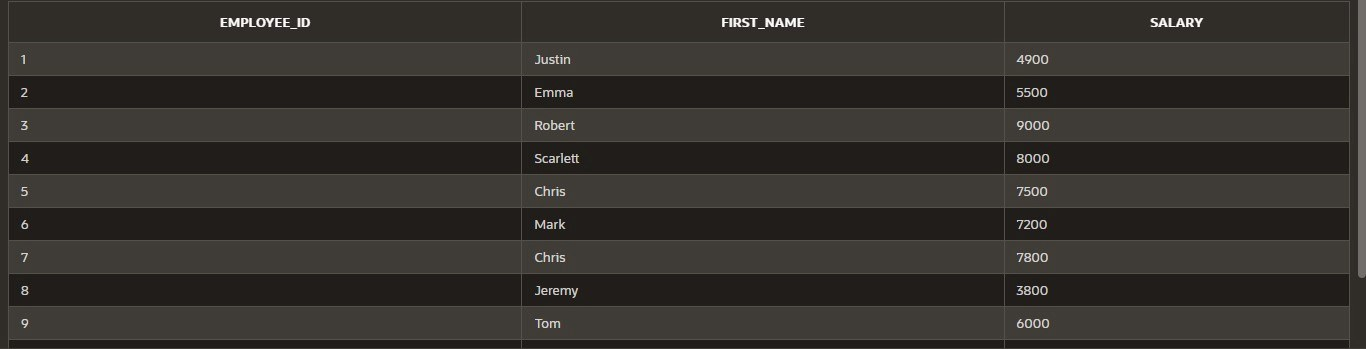 EMPLOYEE_ID FIRST_NAME SALARY
1 Justin 4900
2 Emma 5500
3 Robert 9000
4 Scarlett 8000
5 Chris 7500
6 Mark 7200
7 Chris 7800
8 Jeremy 3800
9 Tom 6000